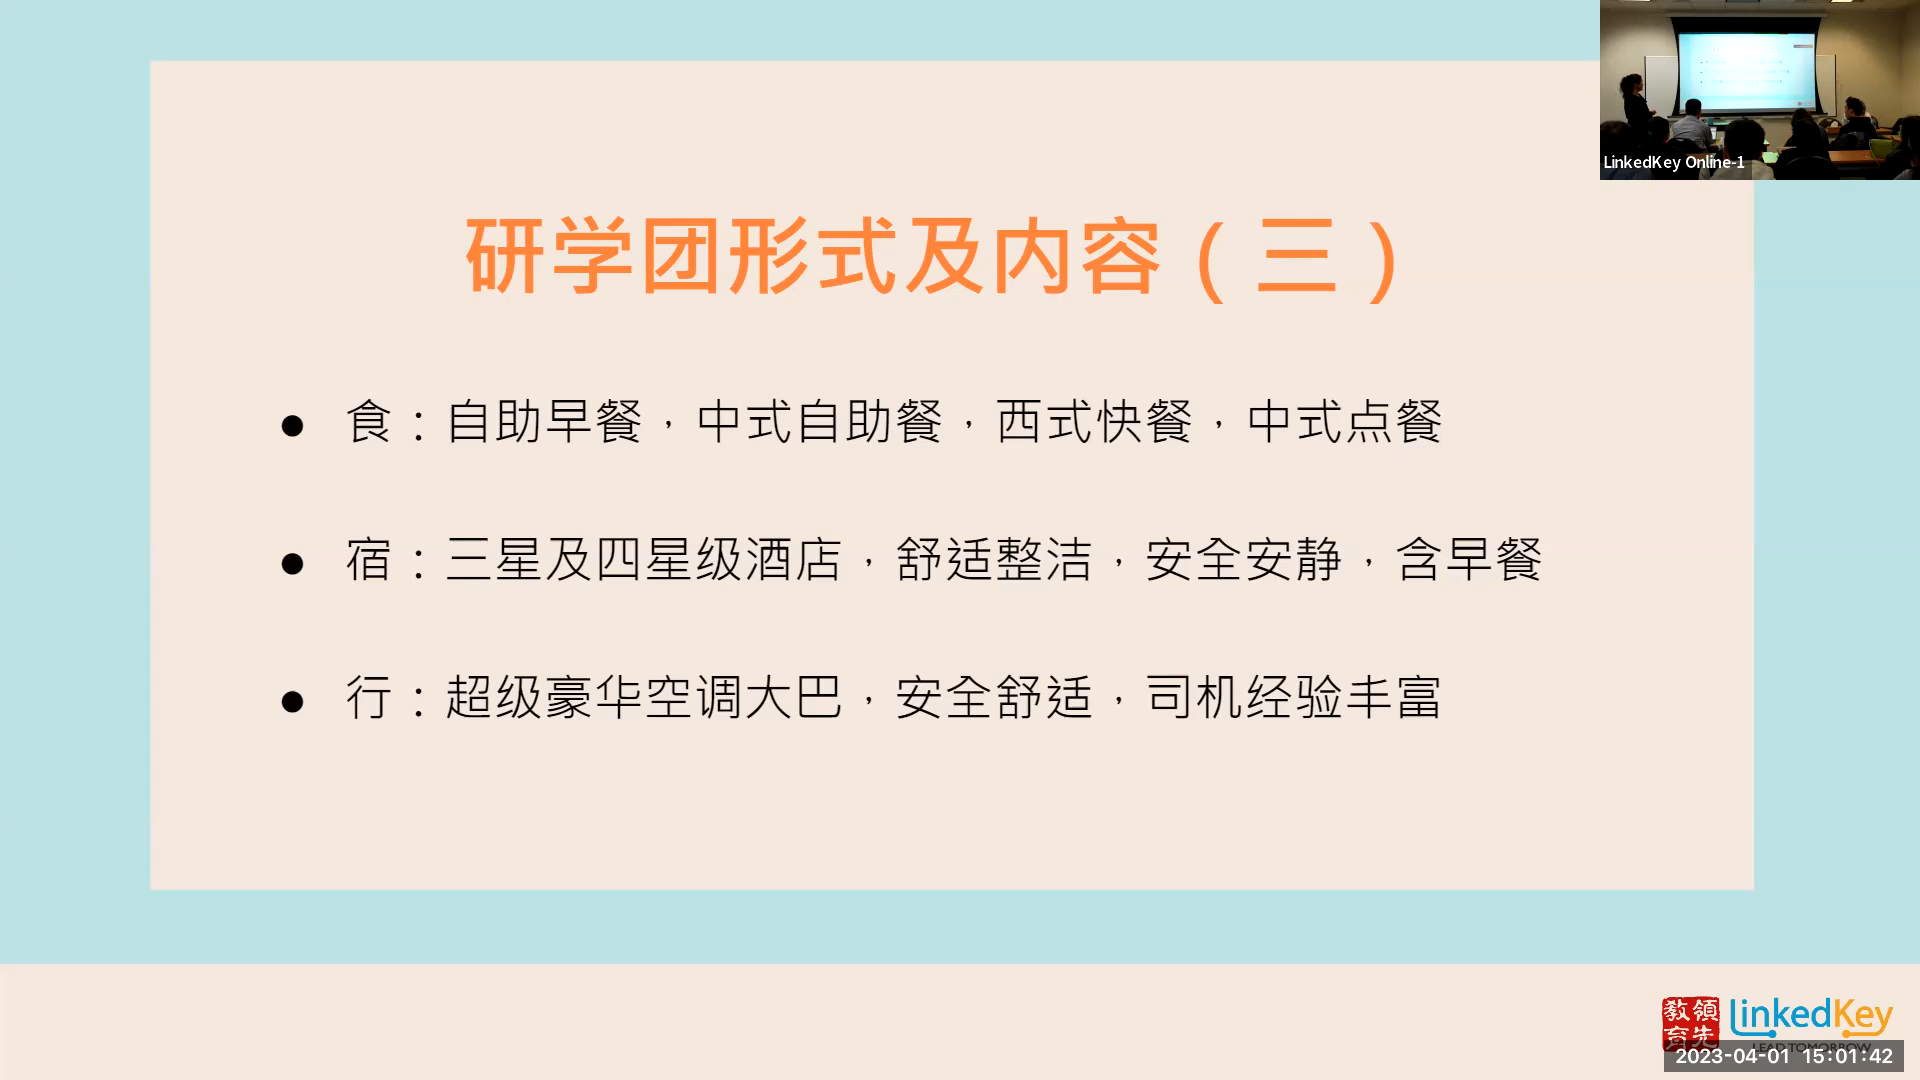 LinkedKey Online-1
研学团形式及内容（三）
● 食：自助早餐，中式自助餐，西式快餐，中式点餐
● 宿：三星及四星级酒店，舒适整洁，安全安静，含早餐
● 行：超级豪华空调大巴，安全舒适，司机经验丰富
教領
育先
LinkedKey
LEAD TOMORROW
2023-04-01 15:01:42